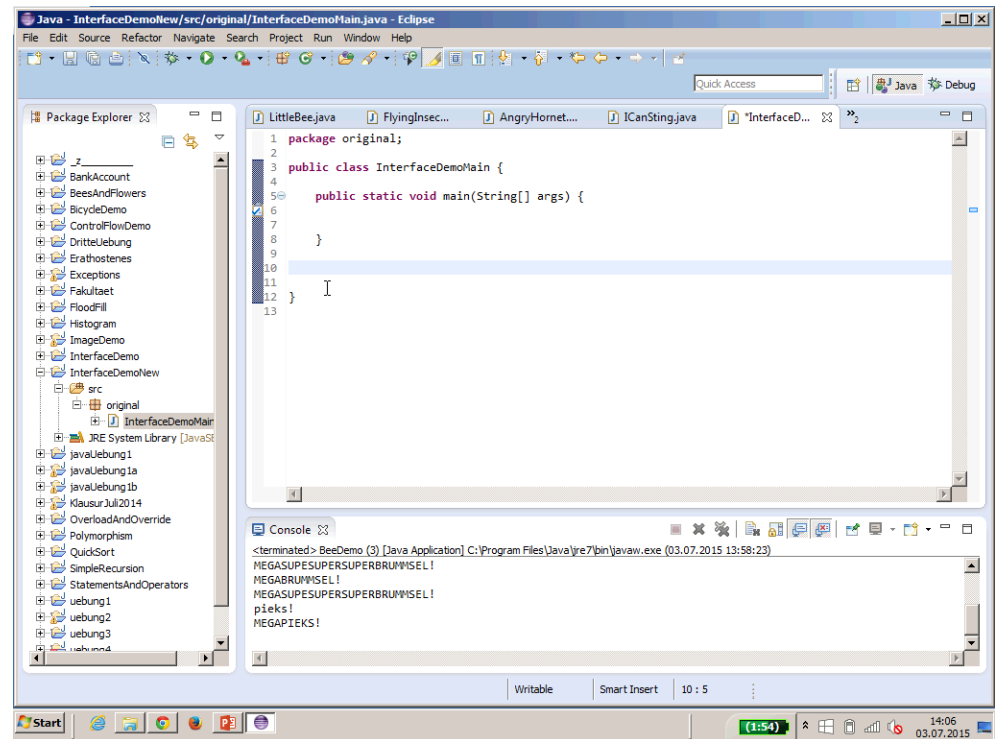 Java - InterfaceDemoNew/src/original/InterfaceDemoMain.java - Eclipse
File Edit Source Refactor Navigate Search Project Run Window Help
Quick Access
Java
Debug
Package Explorer
_z_________
BankAccount
BeesAndFlowers
BicycleDemo
ControlFlowDemo
DritteUebung
Erathostenes
Exceptions
Fakultaet
FloodFill
Histogram
ImageDemo
InterfaceDemo
InterfaceDemoNew
src
original
InterfaceDemoMain
JRE System Library [JavaSE
javaUebung1
javaUebung1a
javaUebung1b
KlausurJuli2014
OverloadAndOverride
Polymorphism
QuickSort
SimpleRecursion
StatementsAndOperators
uebung1
uebung2
uebung3
uebung4
LittleBee.java FlyingInsec... AngryHornet.... ICanSting.java *InterfaceD... »2
1 package original;
2
3 public class InterfaceDemoMain {
4
5 public static void main(String[] args) {
6
7
8 }
9
10
11
12 }
13
Console
<terminated> BeeDemo (3) [Java Application] C:\Program Files\Java\jre7\bin\javaw.exe (03.07.2015 13:58:23)
MEGASUPESUPERSUPERBRUMMSEL!
MEGABRUMMSEL!
MEGASUPESUPERSUPERBRUMMSEL!
pieks!
MEGAPIEKS!
Writable Smart Insert 10 : 5
Start
(1:54)
14:06
03.07.2015